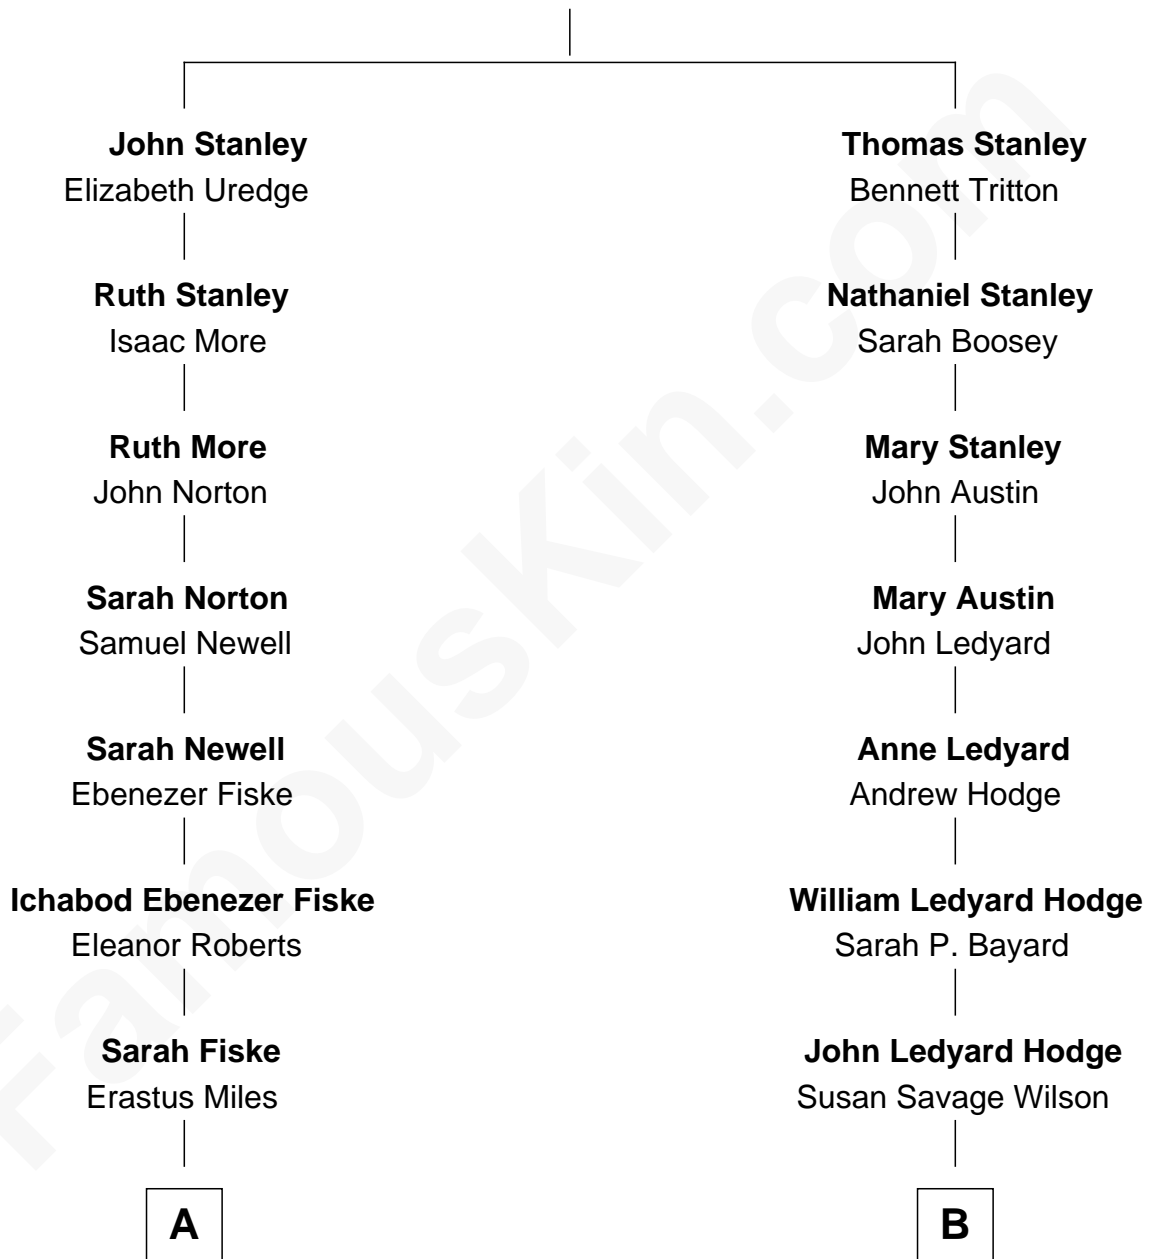 John Stanley
Elizabeth Uredge
Ruth Stanley
Isaac More
Ruth More
John Norton
Sarah Norton
Samuel Newell
Sarah Newell
Ebenezer Fiske
Ichabod Ebenezer Fiske
Eleanor Roberts
Sarah Fiske
Erastus Miles
A
Thomas Stanley
Bennett Tritton
Nathaniel Stanley
Sarah Boosey
Mary Stanley
John Austin
Mary Austin
John Ledyard
Anne Ledyard
Andrew Hodge
William Ledyard Hodge
Sarah P. Bayard
John Ledyard Hodge
Susan Savage Wilson
B
FamousKin.com